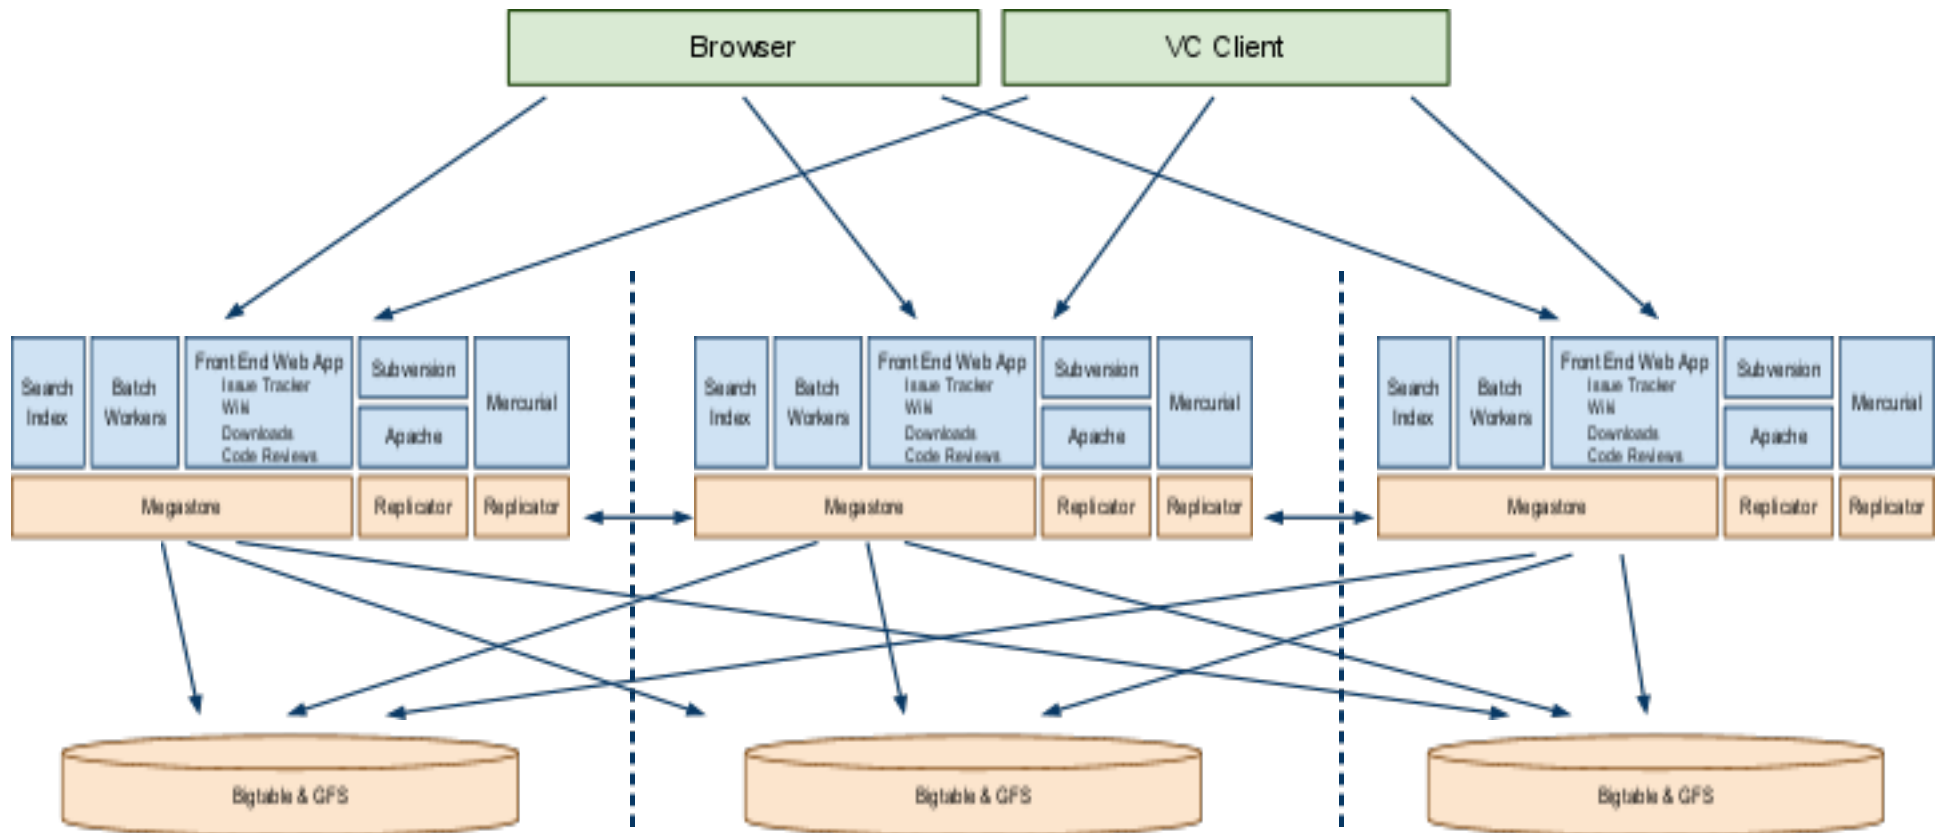 Browser
VC Client
Search
Index
Batch
Workers
Front End Web App
Issue Tracker
Wiki
Downloads
Code Reviews
Subversion
Apache
Mercurial
Megastore
Replicator
Replicator
Search
Index
Batch
Workers
Front End Web App
Issue Tracker
Wiki
Downloads
Code Reviews
Subversion
Apache
Mercurial
Megastore
Replicator
Replicator
Search
Index
Batch
Workers
Front End Web App
Issue Tracker
Wiki
Downloads
Code Reviews
Subversion
Apache
Mercurial
Megastore
Replicator
Replicator
Bigtable & GFS
Bigtable & GFS
Bigtable & GFS